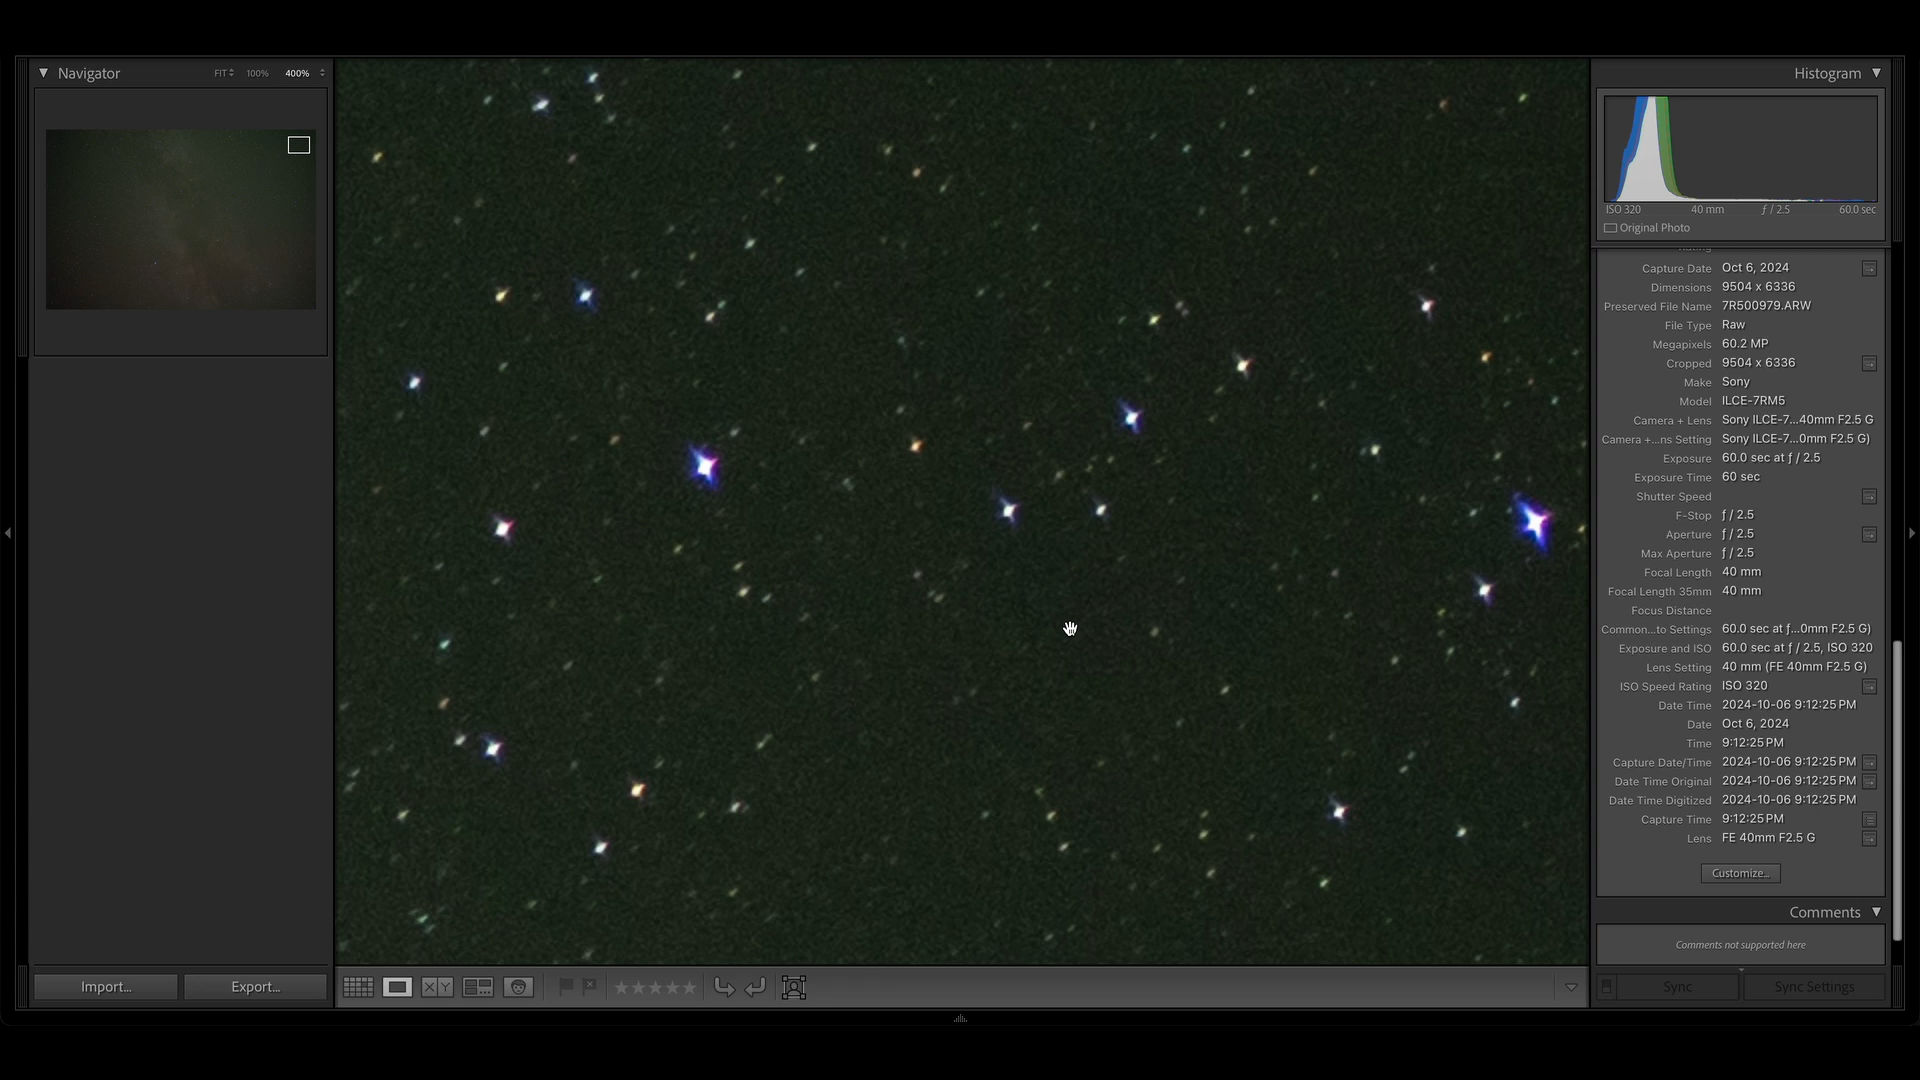 Navigator
FIT 100% 400%
Import...
Export...
XY
Histogram
ISO 320 40 mm ƒ / 2.5 60.0 sec
Original Photo
Capture Date Oct 6, 2024
Dimensions 9504 x 6336
Preserved File Name 7R500979.ARW
File Type Raw
Megapixels 60.2 MP
Cropped 9504 x 6336
Make Sony
Model ILCE-7RM5
Camera + Lens Sony ILCE-7...40mm F2.5 G
Camera +...ns Setting Sony ILCE-7...0mm F2.5 G)
Exposure 60.0 sec at ƒ / 2.5
Exposure Time 60 sec
Shutter Speed
F-Stop ƒ / 2.5
Aperture ƒ / 2.5
Max Aperture ƒ / 2.5
Focal Length 40 mm
Focal Length 35mm 40 mm
Focus Distance
Common...to Settings 60.0 sec at ƒ...0mm F2.5 G)
Exposure and ISO 60.0 sec at ƒ / 2.5, ISO 320
Lens Setting 40 mm (FE 40mm F2.5 G)
ISO Speed Rating ISO 320
Date Time 2024-10-06 9:12:25 PM
Date Oct 6, 2024
Time 9:12:25 PM
Capture Date/Time 2024-10-06 9:12:25 PM
Date Time Original 2024-10-06 9:12:25 PM
Date Time Digitized 2024-10-06 9:12:25 PM
Capture Time 9:12:25 PM
Lens FE 40mm F2.5 G
Customize...
Comments
Comments not supported here
Sync
Sync Settings